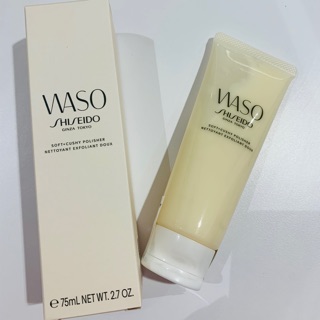 WASO
SHISEIDO
GINZA TOKYO
SOFT+CUSHY POLISHER
NETTOYANT EXFOLIANT DOUX
℮ 75mL NET WT. 2.7 OZ.
WASO
SHISEIDO
GINZA TOKYO
SOFT+CUSHY POLISHER
NETTOYANT EXFOLIANT DOUX